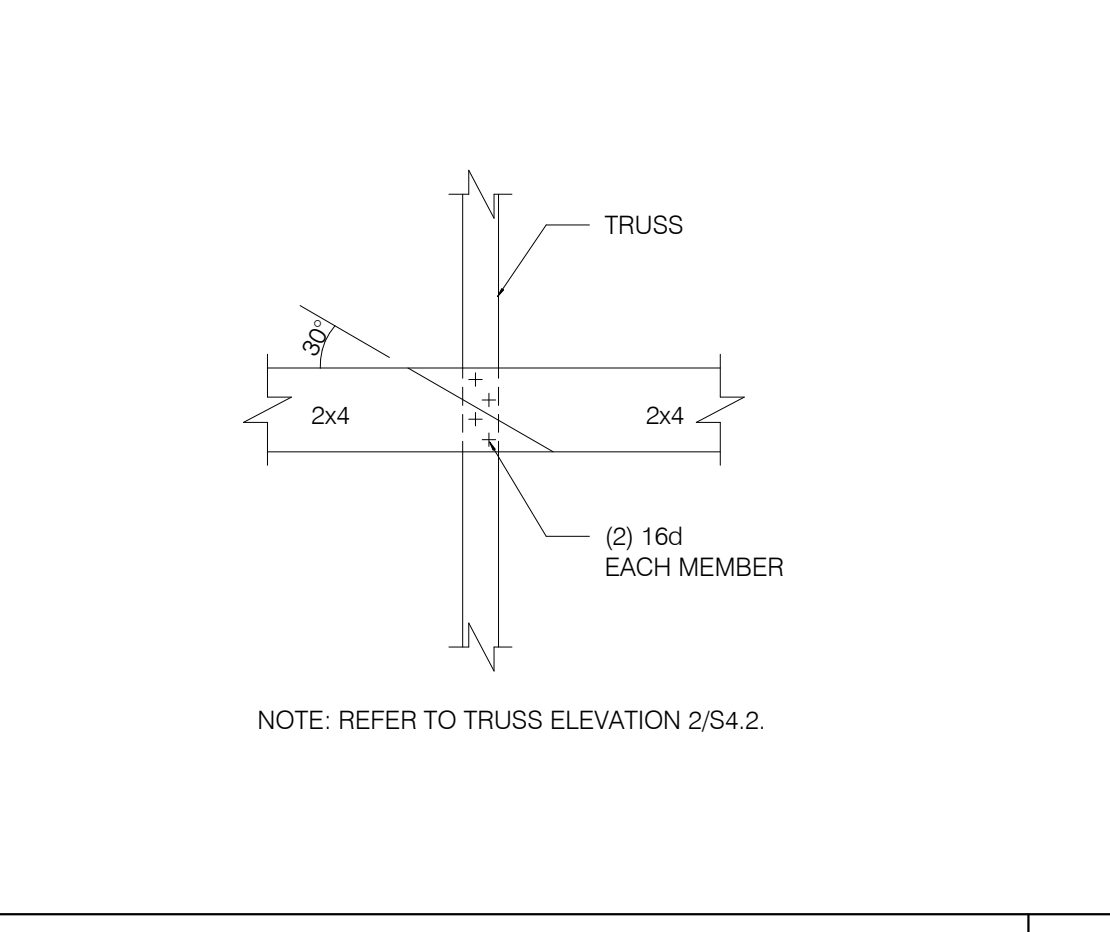 TRUSS
30°
2x4
2x4
(2) 16d
EACH MEMBER
NOTE: REFER TO TRUSS ELEVATION 2/S4.2.